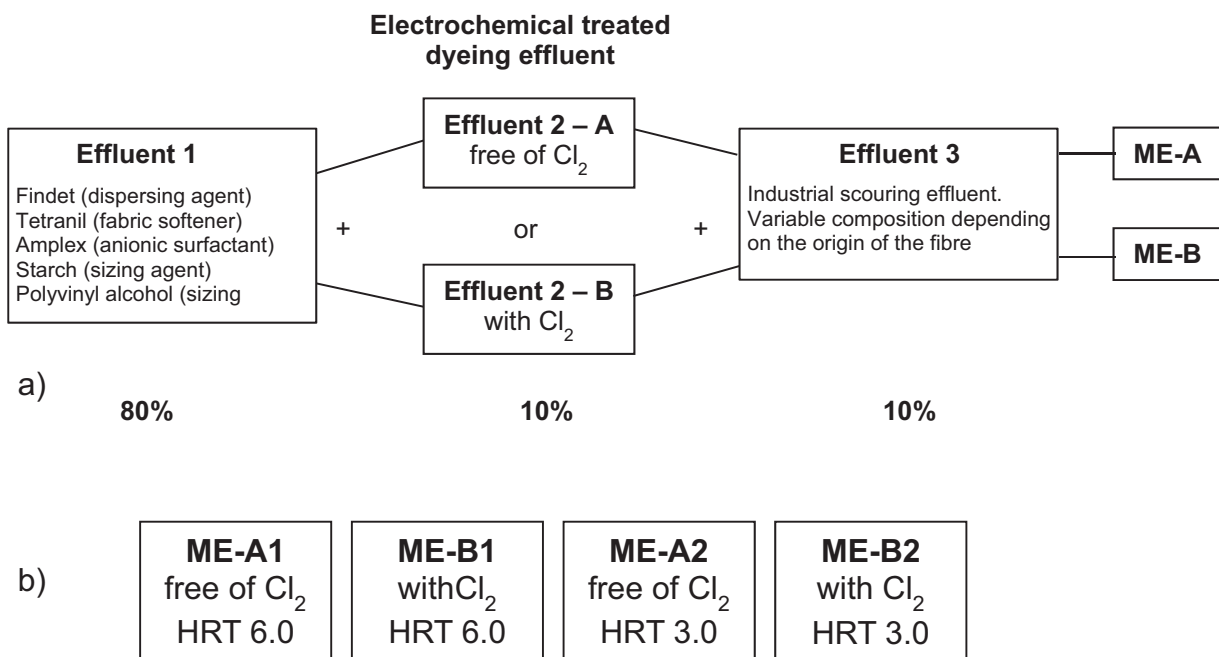 Electrochemical treated
dyeing effluent
Effluent 1
Findet (dispersing agent)
Tetranil (fabric softener)
Amplex (anionic surfactant)
Starch (sizing agent)
Polyvinyl alcohol (sizing
+
Effluent 2 – A
free of Cl₂
or
Effluent 2 – B
with Cl₂
+
Effluent 3
Industrial scouring effluent.
Variable composition depending
on the origin of the fibre
ME-A
ME-B
a)
80%
10%
10%
b)
ME-A1
free of Cl₂
HRT 6.0
ME-B1
withCl₂
HRT 6.0
ME-A2
free of Cl₂
HRT 3.0
ME-B2
with Cl₂
HRT 3.0